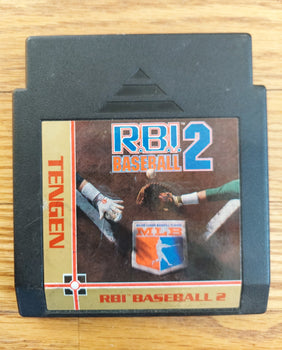 R.B.I. 2
BASEBALL
TENGEN
MLB
RBI BASEBALL 2